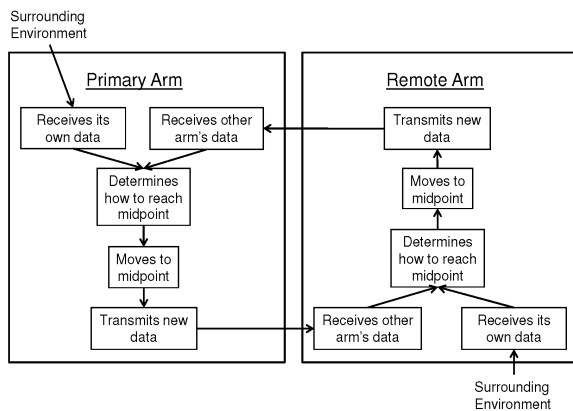 Surrounding
Environment
Primary Arm
Receives its
own data
Receives other
arm's data
Determines
how to reach
midpoint
Moves to
midpoint
Transmits new
data
Remote Arm
Transmits new
data
Moves to
midpoint
Determines
how to reach
midpoint
Receives other
arm's data
Receives its
own data
Surrounding
Environment